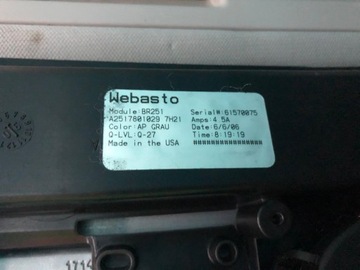 Webasto
Module:BR251 Serial#:61570075
A2517801029 7H21 Amps:4.5A
Color:AP GRAU Date:6/6/06
Q-LVL:Q-27 Time:8:19:19
Made in the USA ##################